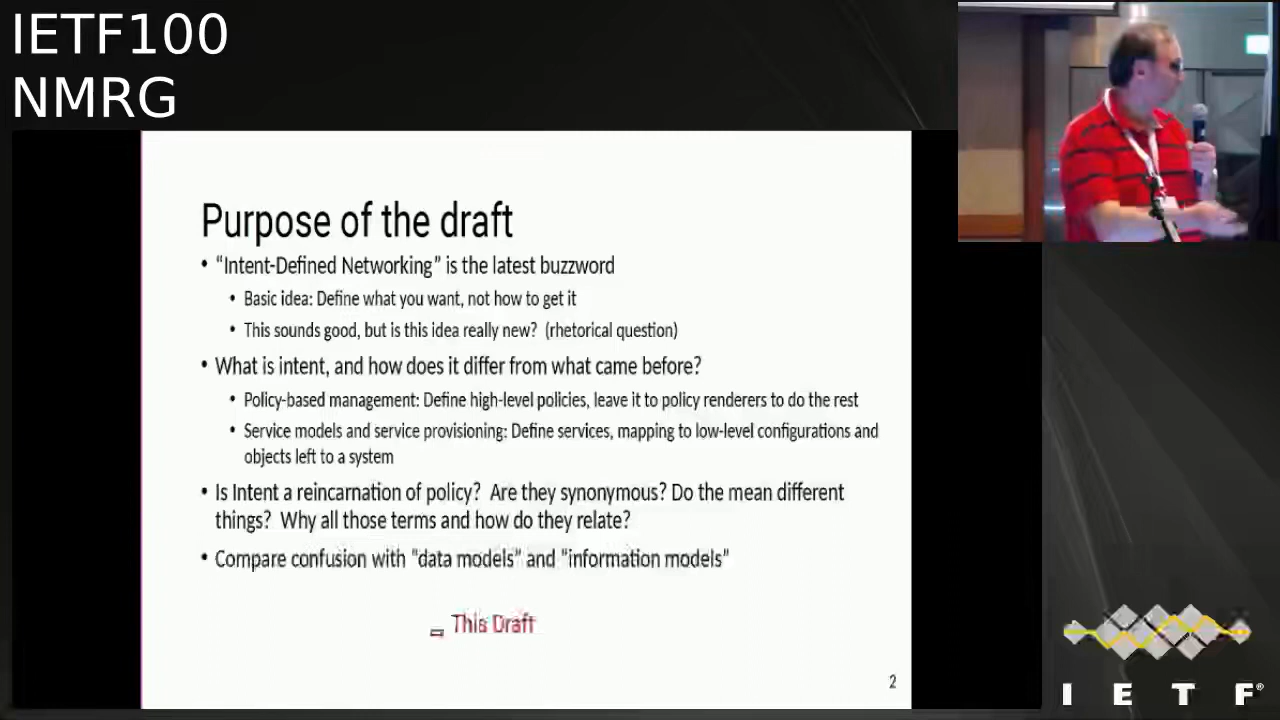 IETF100
NMRG
Purpose of the draft
• “Intent-Defined Networking” is the latest buzzword
• Basic idea: Define what you want, not how to get it
• This sounds good, but is this idea really new? (rhetorical question)
• What is intent, and how does it differ from what came before?
• Policy-based management: Define high-level policies, leave it to policy renderers to do the rest
• Service models and service provisioning: Define services, mapping to low-level configurations and
objects left to a system
• Is Intent a reincarnation of policy? Are they synonymous? Do the mean different
things? Why all those terms and how do they relate?
• Compare confusion with "data models" and "information models"
This Draft
2
I E T F®